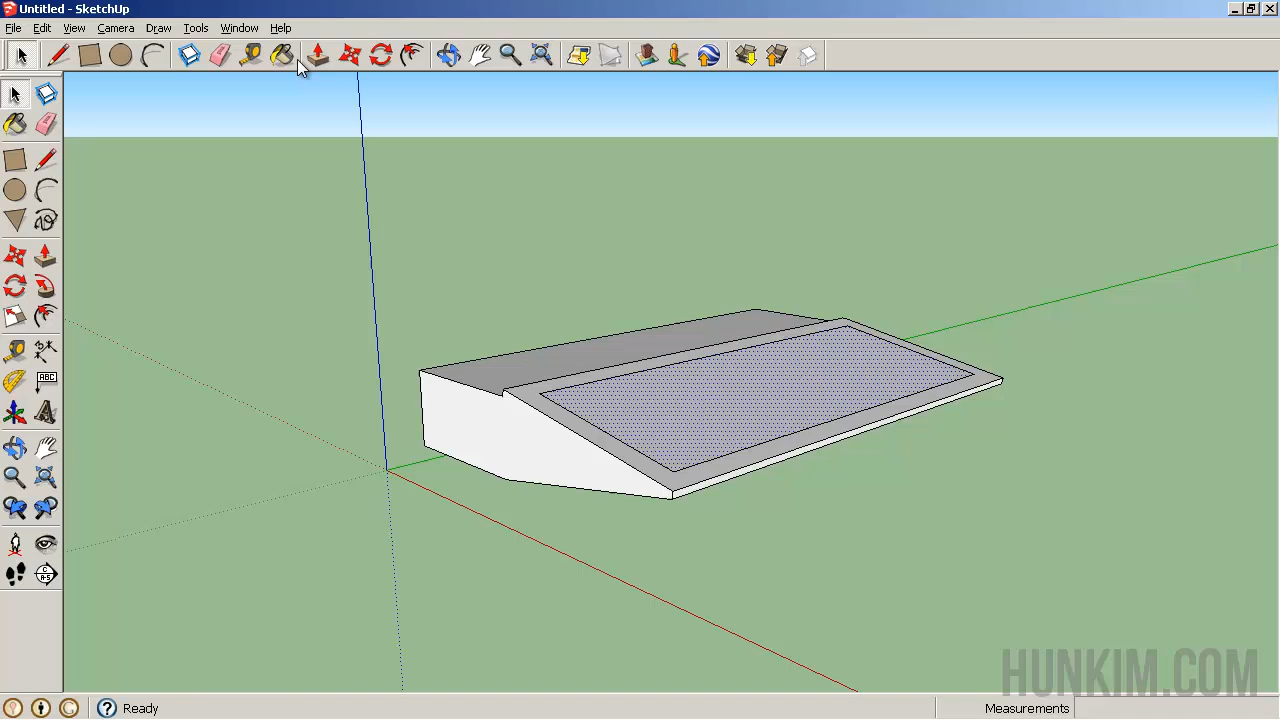 Untitled - SketchUp
File Edit View Camera Draw Tools Window Help
ABC
Ready
Measurements
HUNKIM.COM